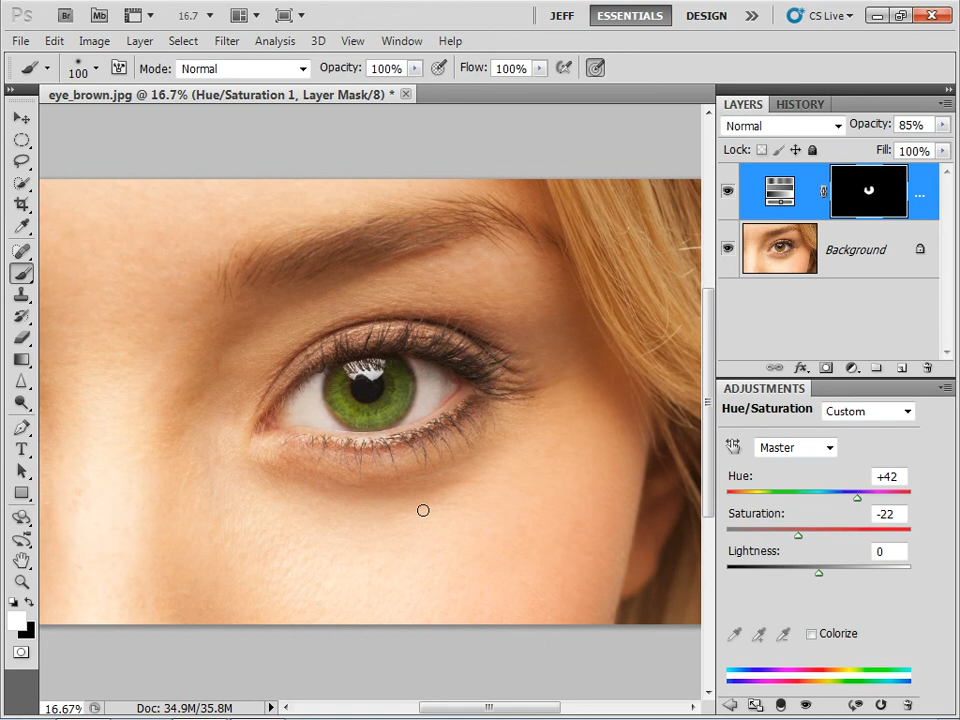 Ps Br Mb 16.7 JEFF ESSENTIALS DESIGN CS Live
File Edit Image Layer Select Filter Analysis 3D View Window Help
100 Mode: Normal Opacity: 100% Flow: 100%
eye_brown.jpg @ 16.7% (Hue/Saturation 1, Layer Mask/8) *
LAYERS HISTORY
Normal Opacity: 85%
Lock: Fill: 100%
...
Background
fx
ADJUSTMENTS
Hue/Saturation Custom
Master
Hue: +42
Saturation: -22
Lightness: 0
Colorize
T
16.67% Doc: 34.9M/35.8M